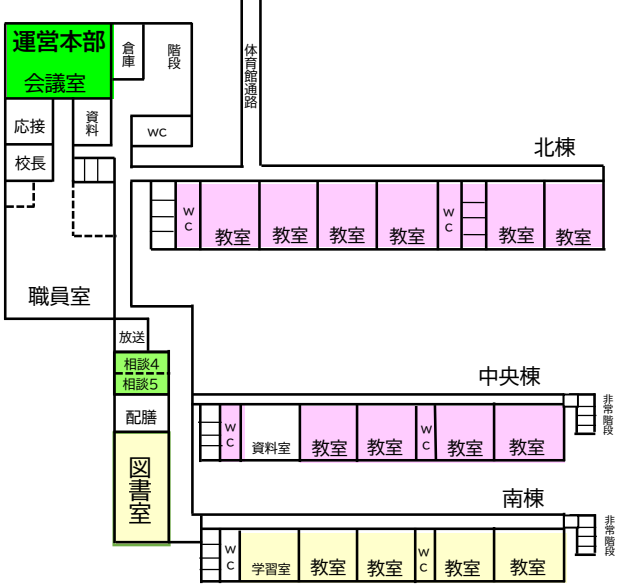 運営本部
会議室
倉庫
階段
体育館通路
応接
資料
WC
校長
北棟
WC
教室
教室
教室
教室
WC
教室
教室
職員室
放送
相談4
相談5
中央棟
非常階段
配膳
WC
資料室
教室
教室
WC
教室
教室
図書室
南棟
非常階段
WC
学習室
教室
教室
WC
教室
教室